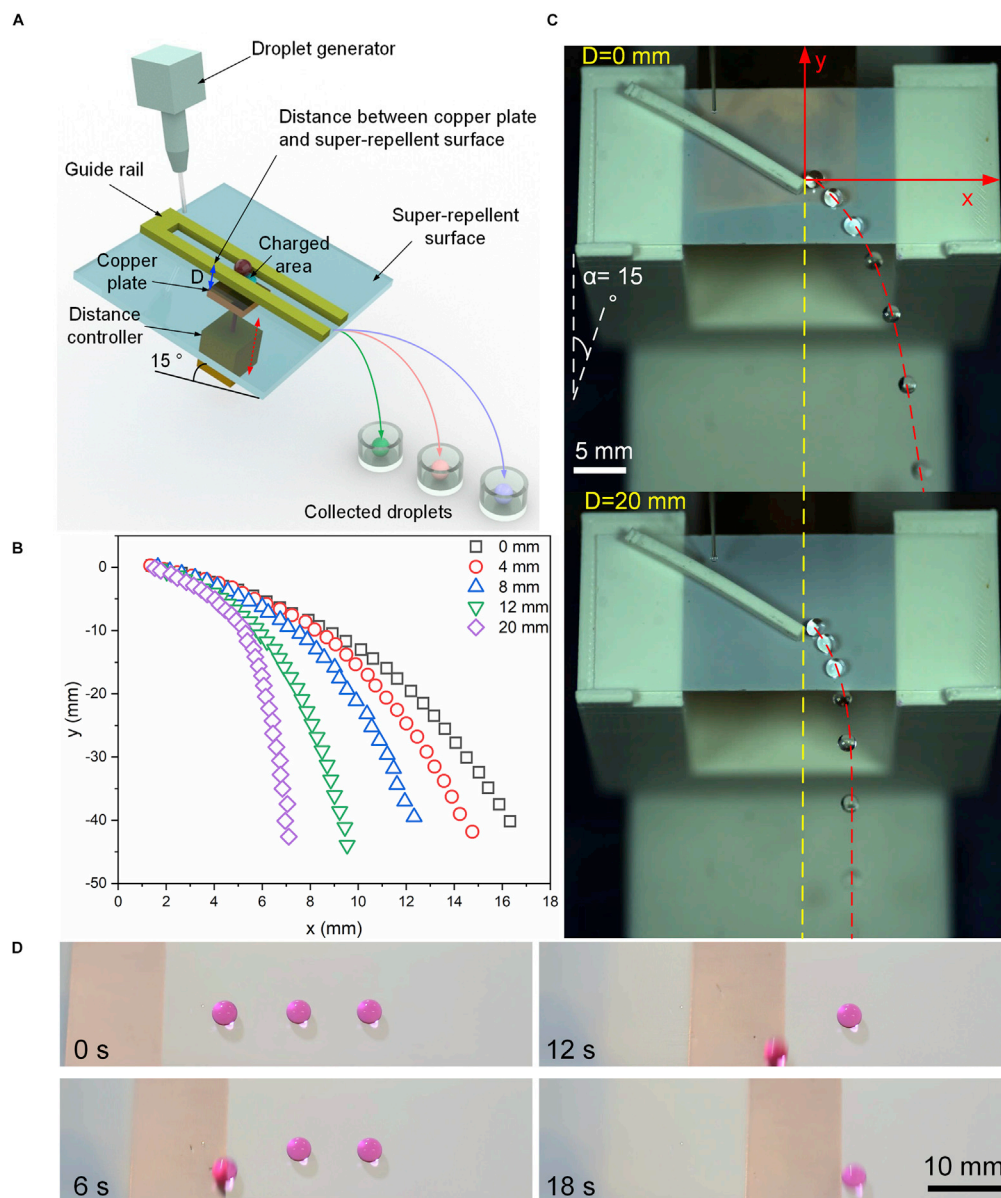 A
Droplet generator
Distance between copper plate
and super-repellent surface
Guide rail
Super-repellent
surface
Charged
area
Copper
plate
D
Distance
controller
15 °
Collected droplets
B
0 mm
4 mm
8 mm
12 mm
20 mm
0
-10
-20
-30
-40
-50
y (mm)
0 2 4 6 8 10 12 14 16 18
x (mm)
C
D=0 mm
y
x
α= 15
°
5 mm
D=20 mm
D
0 s
12 s
6 s
18 s
10 mm